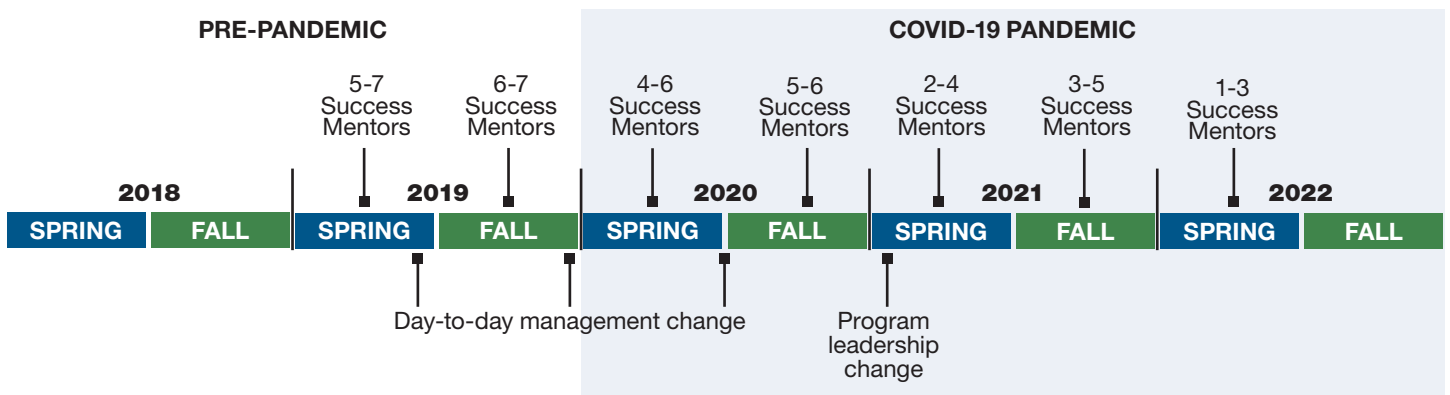 PRE-PANDEMIC
COVID-19 PANDEMIC
5-7
Success
Mentors
6-7
Success
Mentors
4-6
Success
Mentors
5-6
Success
Mentors
2-4
Success
Mentors
3-5
Success
Mentors
1-3
Success
Mentors
2018
2019
2020
2021
2022
SPRING
FALL
SPRING
FALL
SPRING
FALL
SPRING
FALL
SPRING
FALL
Day-to-day management change
Program
leadership
change